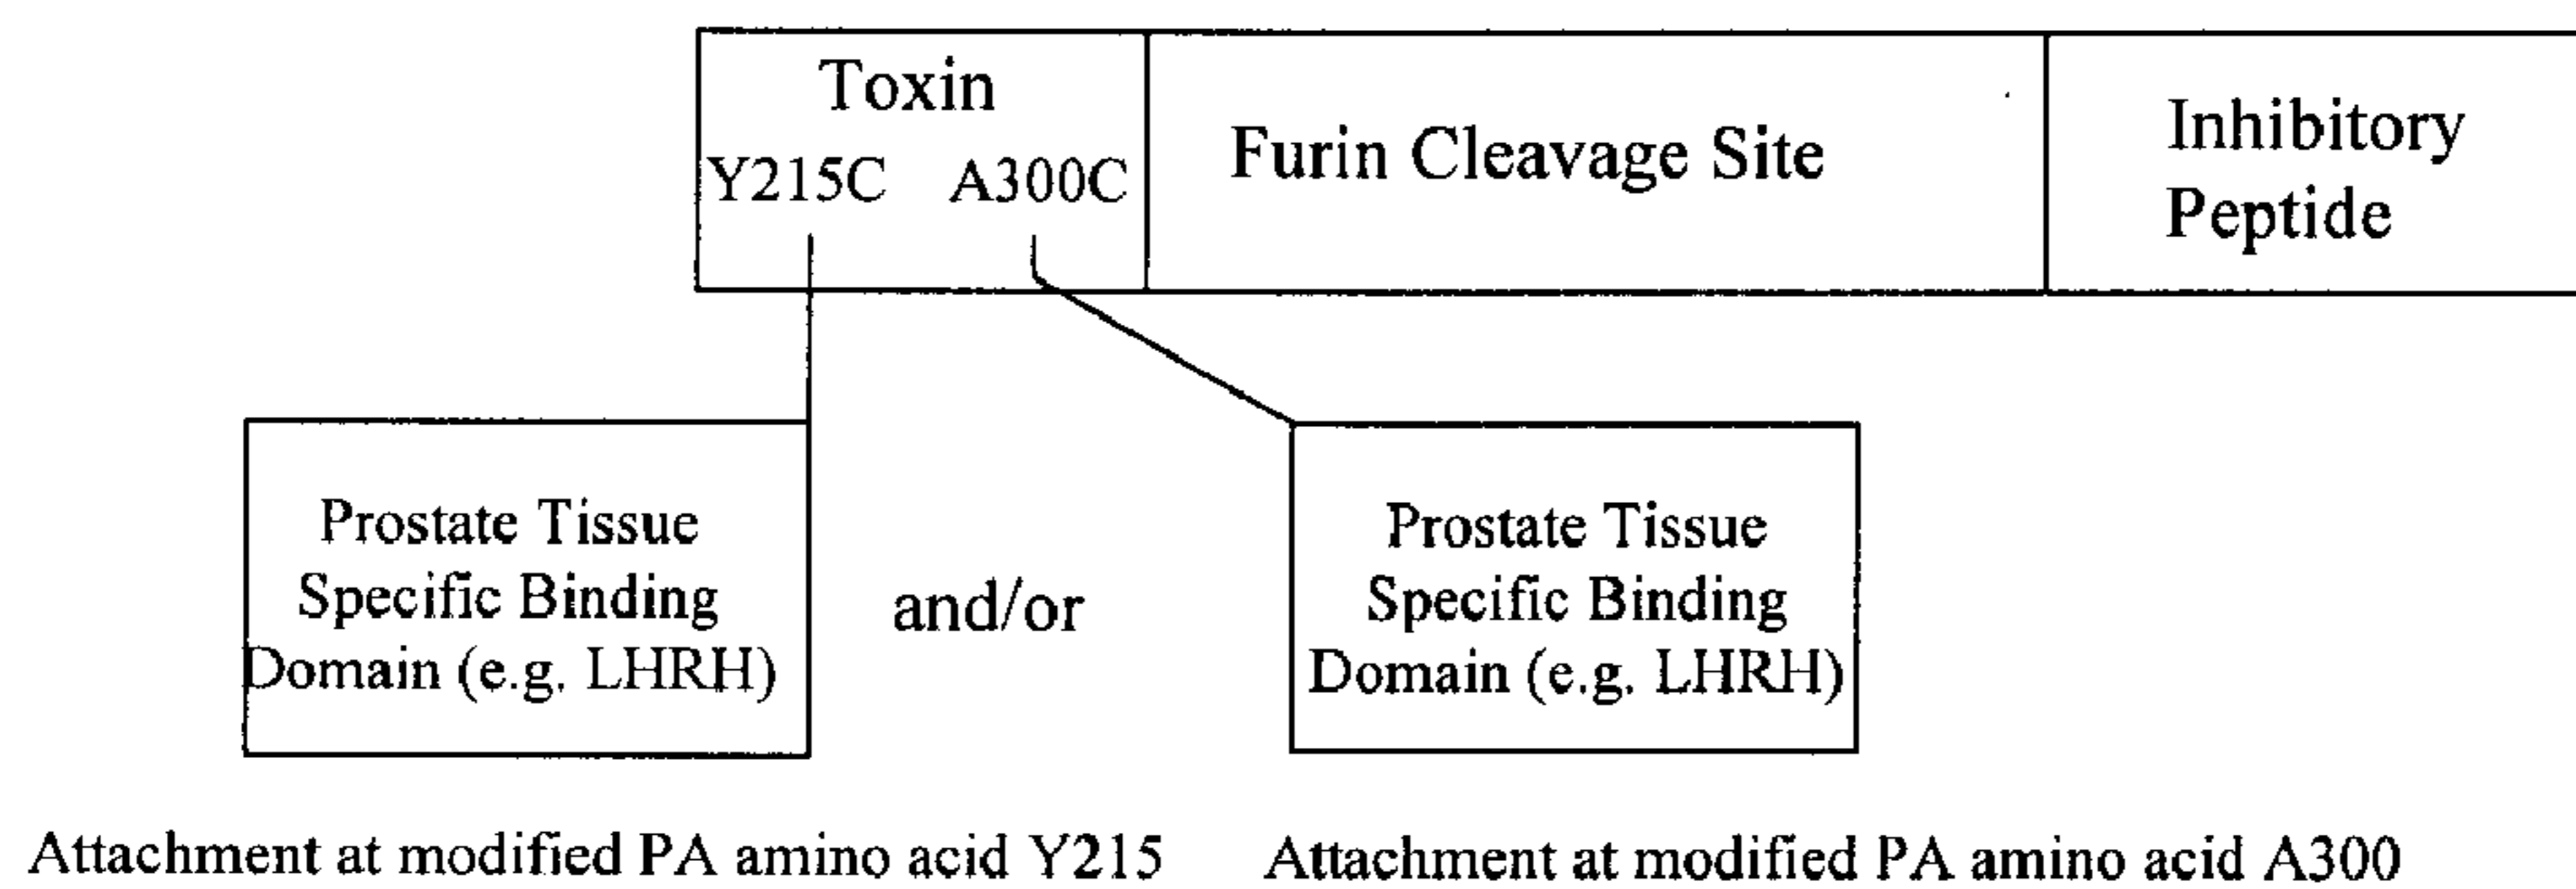 Toxin
Y215C A300C
Furin Cleavage Site
Inhibitory
Peptide
Prostate Tissue
Specific Binding
Domain (e.g. LHRH)
and/or
Prostate Tissue
Specific Binding
Domain (e.g. LHRH)
Attachment at modified PA amino acid Y215
Attachment at modified PA amino acid A300